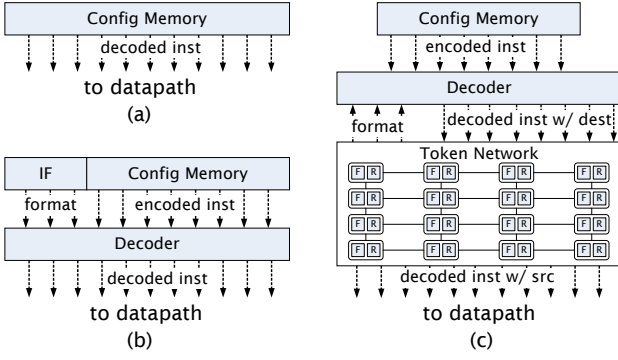 Config Memory
decoded inst
to datapath
(a)
IF Config Memory
format encoded inst
Decoder
decoded inst
to datapath
(b)
Config Memory
encoded inst
Decoder
format decoded inst w/ dest
Token Network
F R F R F R F R
F R F R F R F R
F R F R F R F R
F R F R F R F R
decoded inst w/ src
to datapath
(c)